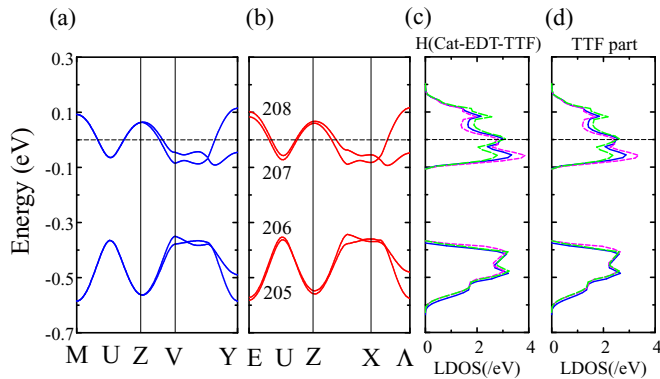 (a) (b) (c) (d)
H(Cat-EDT-TTF) TTF part
Energy (eV)
0.3
0.1
-0.1
-0.3
-0.5
-0.7
208
207
206
205
M U Z V Y E U Z X Λ
0 2 4 0 2 4
LDOS(/eV) LDOS(/eV)